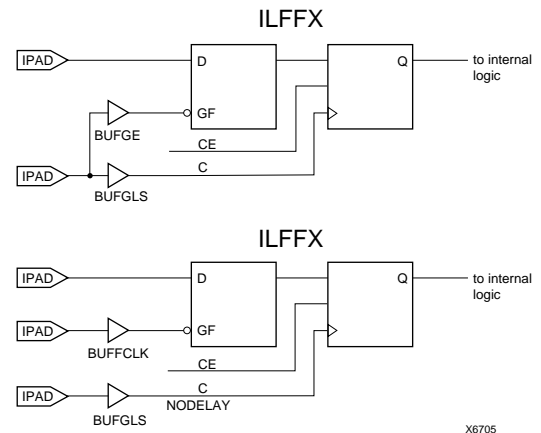 ILFFX
IPAD
D
Q
to internal
logic
GF
BUFGE
CE
IPAD
C
BUFGLS
ILFFX
IPAD
D
Q
to internal
logic
IPAD
GF
BUFFCLK
CE
IPAD
C
NODELAY
BUFGLS
X6705